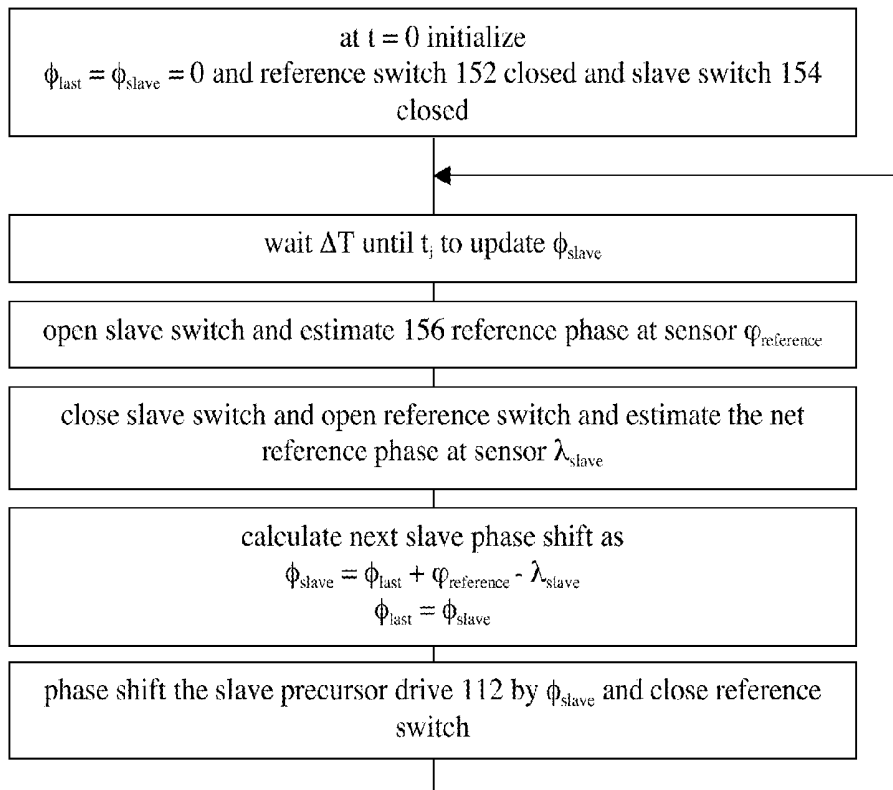 at t = 0 initialize
ϕlast = ϕslave = 0 and reference switch 152 closed and slave switch 154
closed
wait ΔT until tj to update ϕslave
open slave switch and estimate 156 reference phase at sensor φreference
close slave switch and open reference switch and estimate the net
reference phase at sensor λslave
calculate next slave phase shift as
ϕslave = ϕlast + φreference - λslave
ϕlast = ϕslave
phase shift the slave precursor drive 112 by ϕslave and close reference
switch